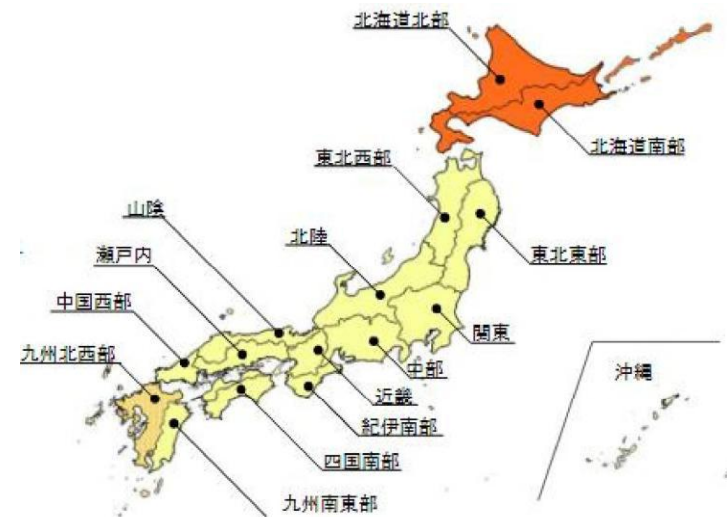 北海道北部
北海道南部
東北西部
山陰
北陸
東北東部
瀬戸内
中国西部
関東
九州北西部
中部
沖縄
近畿
紀伊南部
四国南部
九州南東部